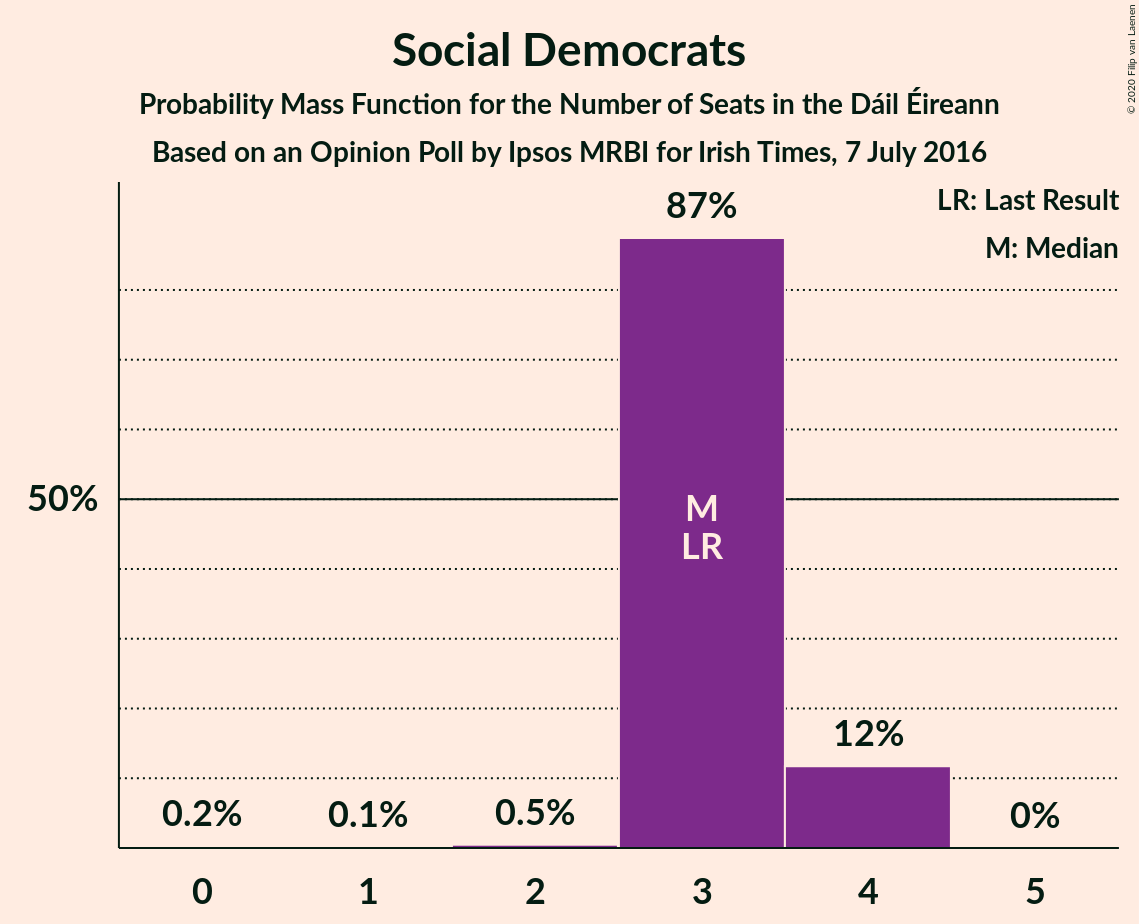 © 2020 Filip van Laenen
Social Democrats
Probability Mass Function for the Number of Seats in the Dáil Éireann
Based on an Opinion Poll by Ipsos MRBI for Irish Times, 7 July 2016
LR: Last Result
M: Median
87%
50%
M
LR
12%
0.2%
0.1%
0.5%
0%
0
1
2
3
4
5